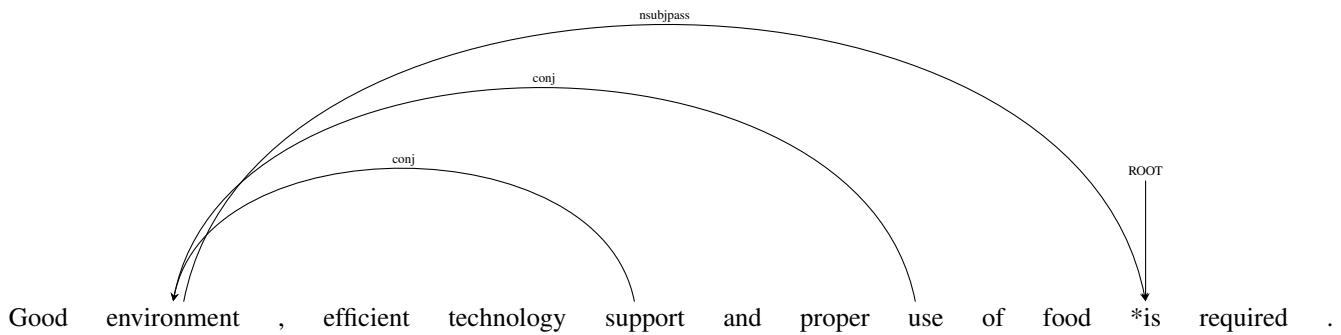 nsubjpass
conj
conj
ROOT
Good environment , efficient technology support and proper use of food *is required .